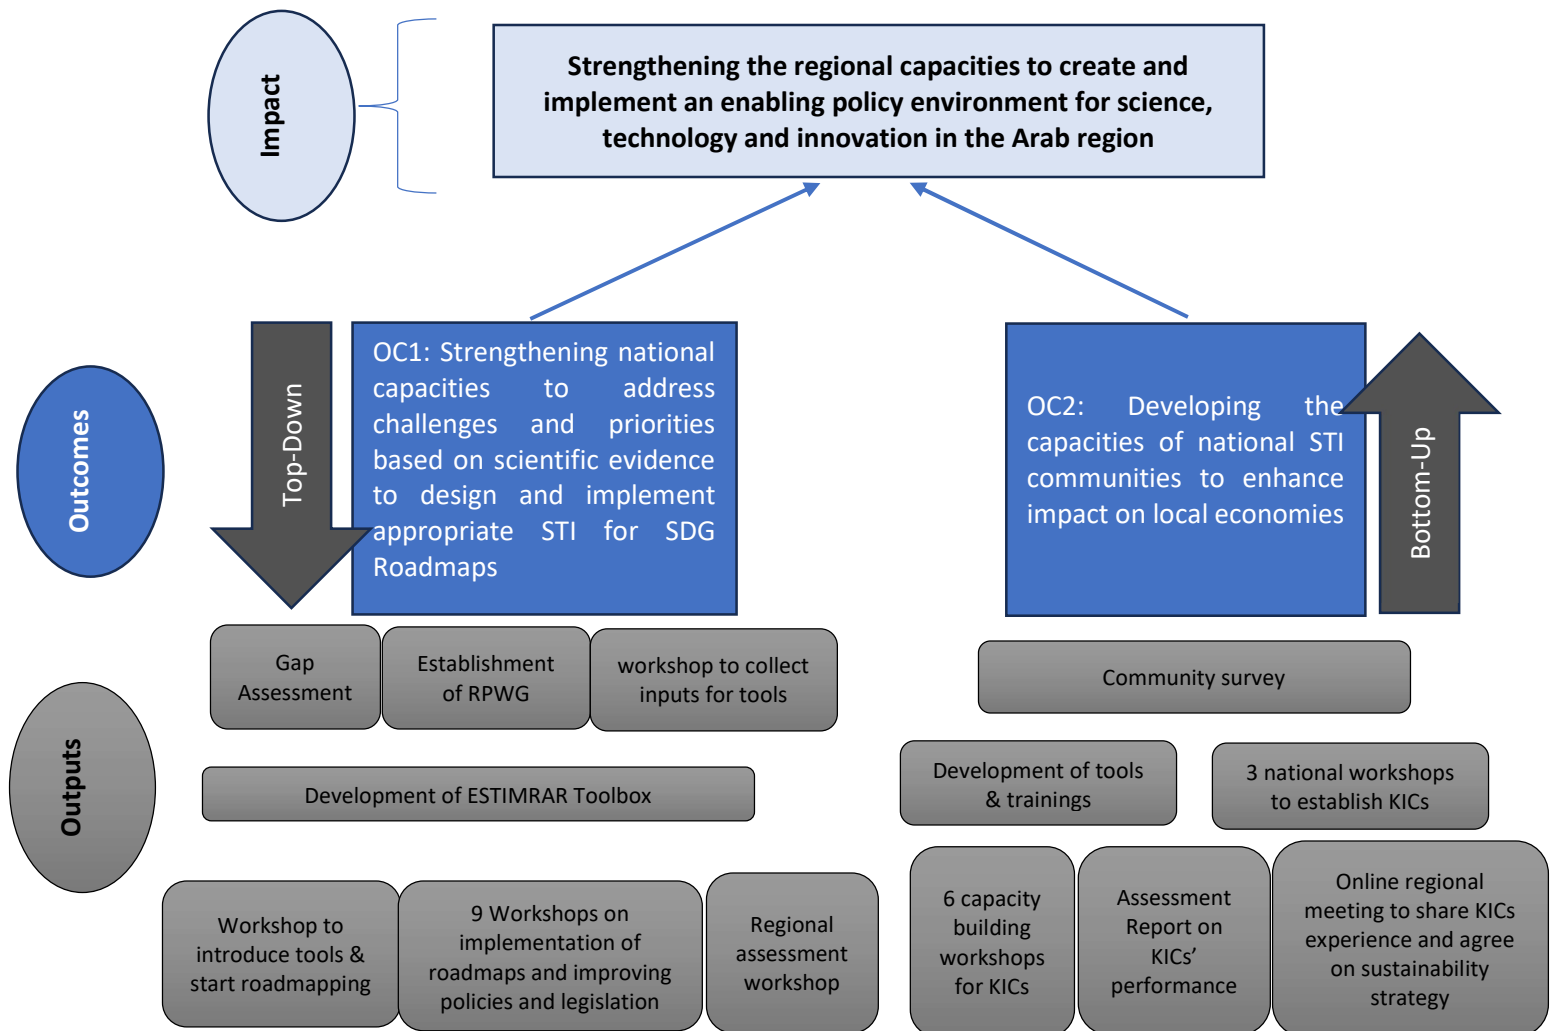 Impact
Strengthening the regional capacities to create and
implement an enabling policy environment for science,
technology and innovation in the Arab region
Outcomes
Top-Down
OC1: Strengthening national
capacities to address
challenges and priorities
based on scientific evidence
to design and implement
appropriate STI for SDG
Roadmaps
OC2: Developing the
capacities of national STI
communities to enhance
impact on local economies
Bottom-Up
Outputs
Gap
Assessment
Establishment
of RPWG
workshop to collect
inputs for tools
Community survey
Development of ESTIMRAR Toolbox
Development of tools
& trainings
3 national workshops
to establish KICs
Workshop to
introduce tools &
start roadmapping
9 Workshops on
implementation of
roadmaps and improving
policies and legislation
Regional
assessment
workshop
6 capacity
building
workshops
for KICs
Assessment
Report on
KICs’
performance
Online regional
meeting to share KICs
experience and agree
on sustainability
strategy